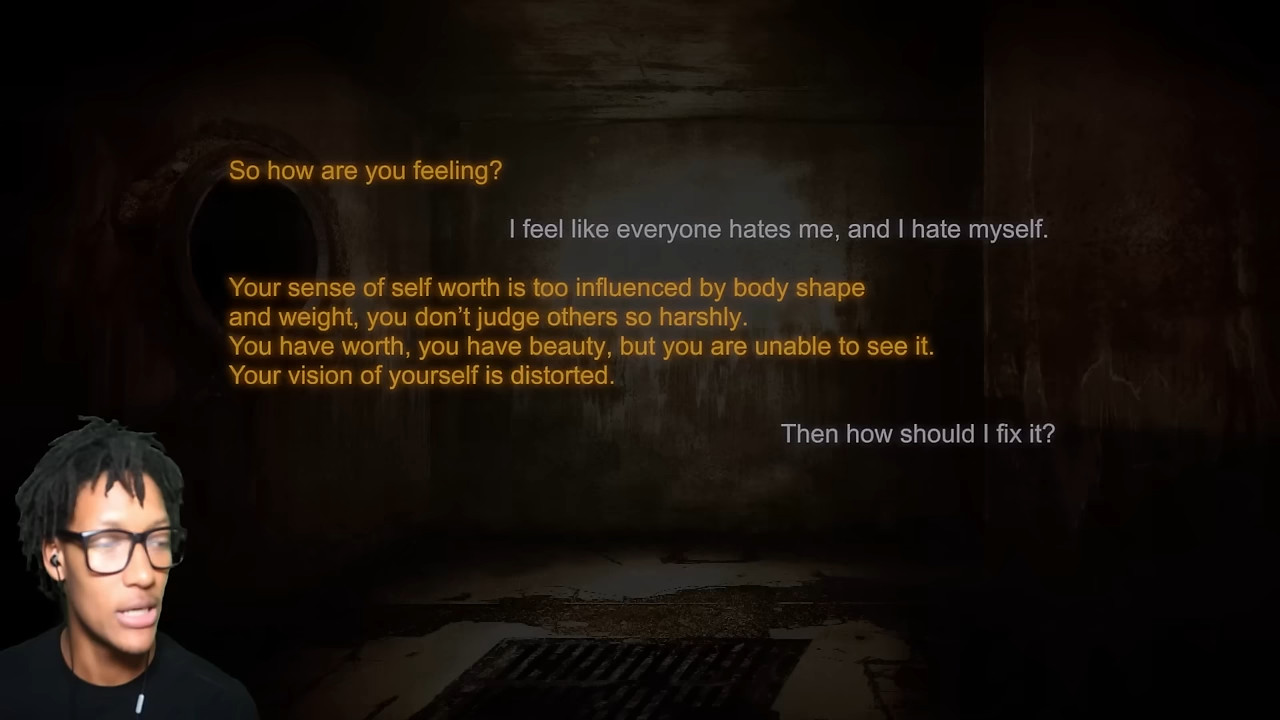 So how are you feeling?
I feel like everyone hates me, and I hate myself.
Your sense of self worth is too influenced by body shape
and weight, you don’t judge others so harshly.
You have worth, you have beauty, but you are unable to see it.
Your vision of yourself is distorted.
Then how should I fix it?